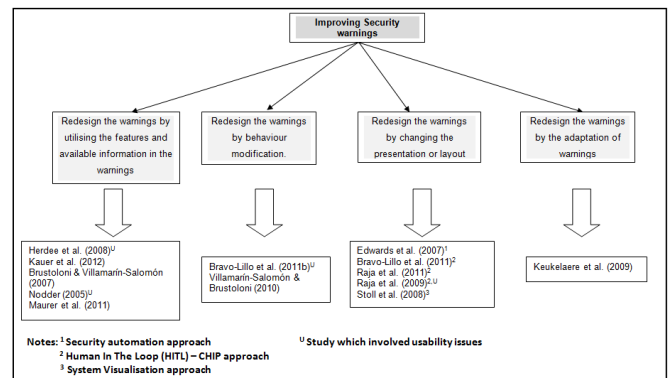 Improving Security
warnings
Redesign the warnings by
utilising the features and
available information in the
warnings
Redesign the warnings
by behaviour
modification.
Redesign the warnings
by changing the
presentation or layout
Redesign the warnings
by the adaptation of
warnings
Herdee et al. (2008)ᵁ
Kauer et al. (2012)
Brustoloni & Villamarín-Salomón
(2007)
Nodder (2005)ᵁ
Maurer et al. (2011)
Bravo-Lillo et al. (2011b)ᵁ
Villamarín-Salomón &
Brustoloni (2010)
Edwards et al. (2007)¹
Bravo-Lillo et al. (2011)²
Raja et al. (2011)²
Raja et al. (2009)²,ᵁ
Stoll et al. (2008)³
Keukelaere et al. (2009)
Notes: ¹ Security automation approach
² Human In The Loop (HITL) – CHIP approach
³ System Visualisation approach
ᵁ Study which involved usability issues